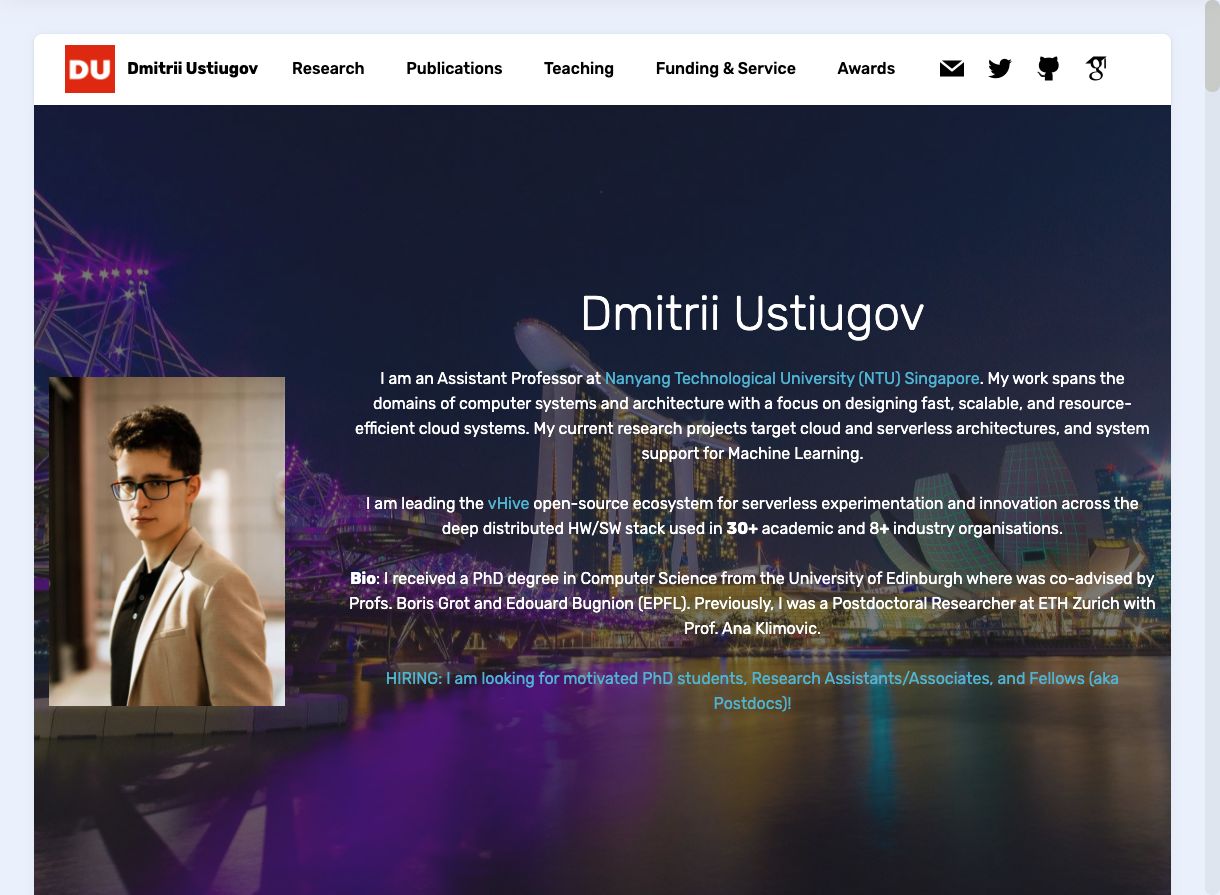 DU
Dmitrii Ustiugov
Research
Publications
Teaching
Funding & Service
Awards
Dmitrii Ustiugov
I am an Assistant Professor at Nanyang Technological University (NTU) Singapore. My work spans the
domains of computer systems and architecture with a focus on designing fast, scalable, and resource-
efficient cloud systems. My current research projects target cloud and serverless architectures, and system
support for Machine Learning.
I am leading the vHive open-source ecosystem for serverless experimentation and innovation across the
deep distributed HW/SW stack used in 30+ academic and 8+ industry organisations.
Bio: I received a PhD degree in Computer Science from the University of Edinburgh where was co-advised by
Profs. Boris Grot and Edouard Bugnion (EPFL). Previously, I was a Postdoctoral Researcher at ETH Zurich with
Prof. Ana Klimovic.
HIRING: I am looking for motivated PhD students, Research Assistants/Associates, and Fellows (aka
Postdocs)!